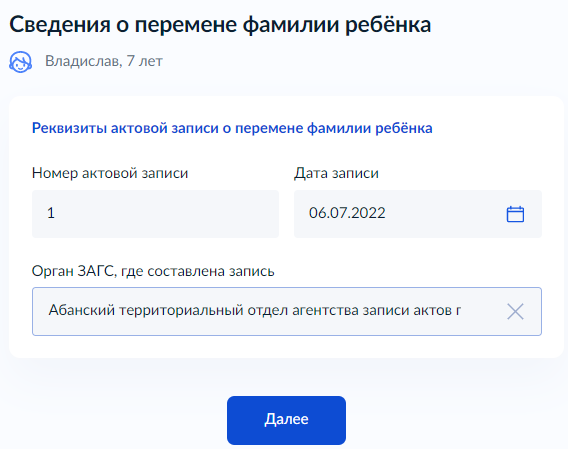 Сведения о перемене фамилии ребёнка
Владислав, 7 лет
Реквизиты актовой записи о перемене фамилии ребёнка
Номер актовой записи
Дата записи
1
06.07.2022
Орган ЗАГС, где составлена запись
Абанский территориальный отдел агентства записи актов г
Далее